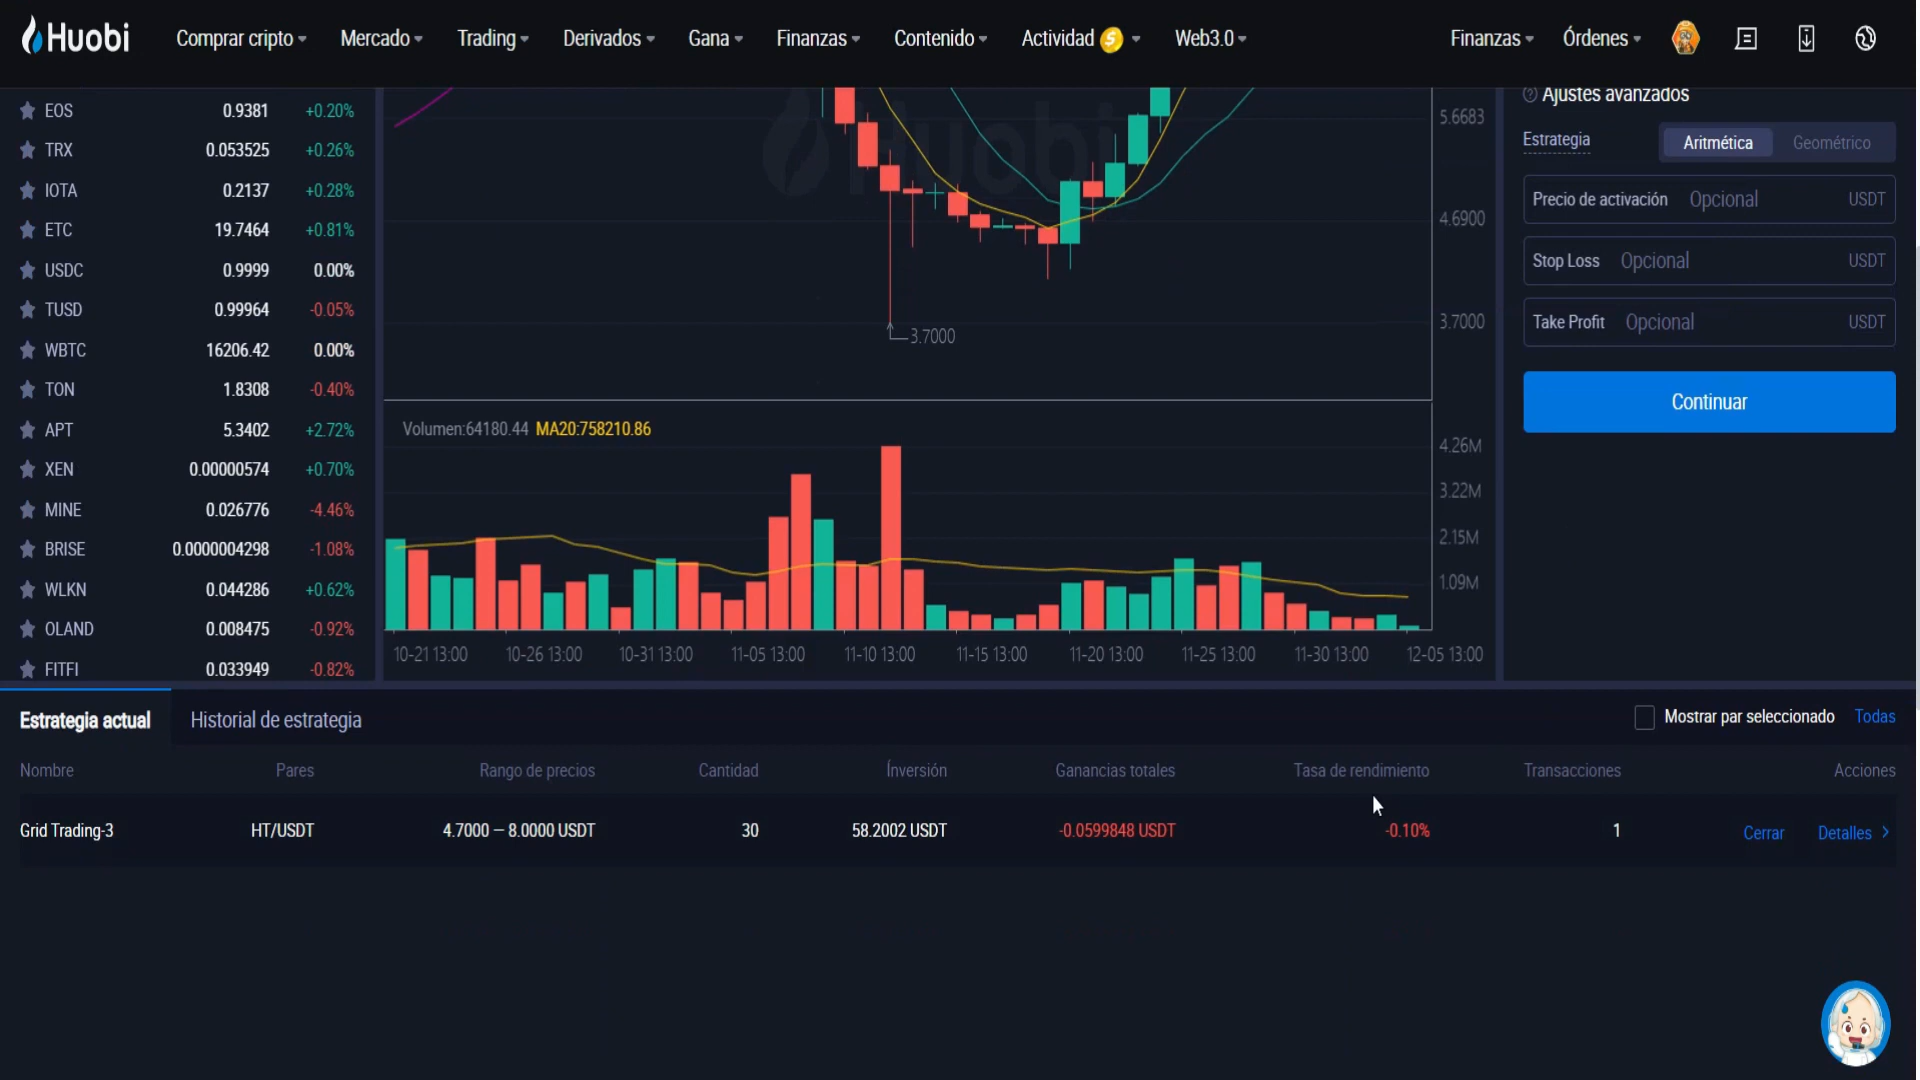 Huobi
Comprar cripto
Mercado
Trading
Derivados
Gana
Finanzas
Contenido
Actividad
Web3.0
Finanzas
Órdenes
EOS 0.9381 +0.20%
TRX 0.053525 +0.26%
IOTA 0.2137 +0.28%
ETC 19.7464 +0.81%
USDC 0.9999 0.00%
TUSD 0.99964 -0.05%
WBTC 16206.42 0.00%
TON 1.8308 -0.40%
APT 5.3402 +2.72%
XEN 0.00000574 +0.70%
MINE 0.026776 -4.46%
BRISE 0.0000004298 -1.08%
WLKN 0.044286 +0.62%
OLAND 0.008475 -0.92%
FITFI 0.033949 -0.82%
Huobi
5.6683
4.6900
3.7000
3.7000
Volumen:64180.44 MA20:758210.86
4.26M
3.22M
2.15M
1.09M
10-21 13:00 10-26 13:00 10-31 13:00 11-05 13:00 11-10 13:00 11-15 13:00 11-20 13:00 11-25 13:00 11-30 13:00 12-05 13:00
Ajustes avanzados
Estrategia Aritmética Geométrico
Precio de activación Opcional USDT
Stop Loss Opcional USDT
Take Profit Opcional USDT
Continuar
Estrategia actual Historial de estrategia
Mostrar por seleccionado Todas
Nombre Pares Rango de precios Cantidad Ínversión Ganancias totales Tasa de rendimiento Transacciones Acciones
Grid Trading-3 HT/USDT 4.7000 — 8.0000 USDT 30 58.2002 USDT -0.0599848 USDT -0.10% 1 Cerrar Detalles